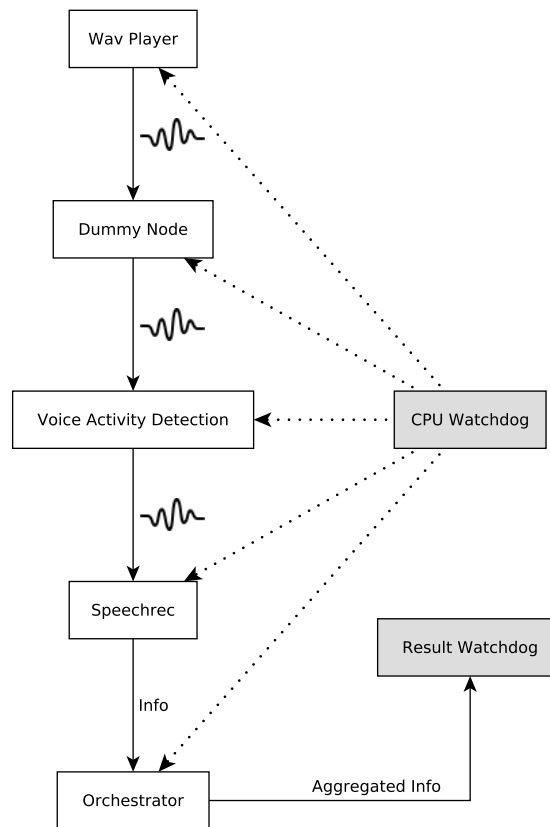 Wav Player
Dummy Node
Voice Activity Detection
CPU Watchdog
Speechrec
Result Watchdog
Info
Aggregated Info
Orchestrator